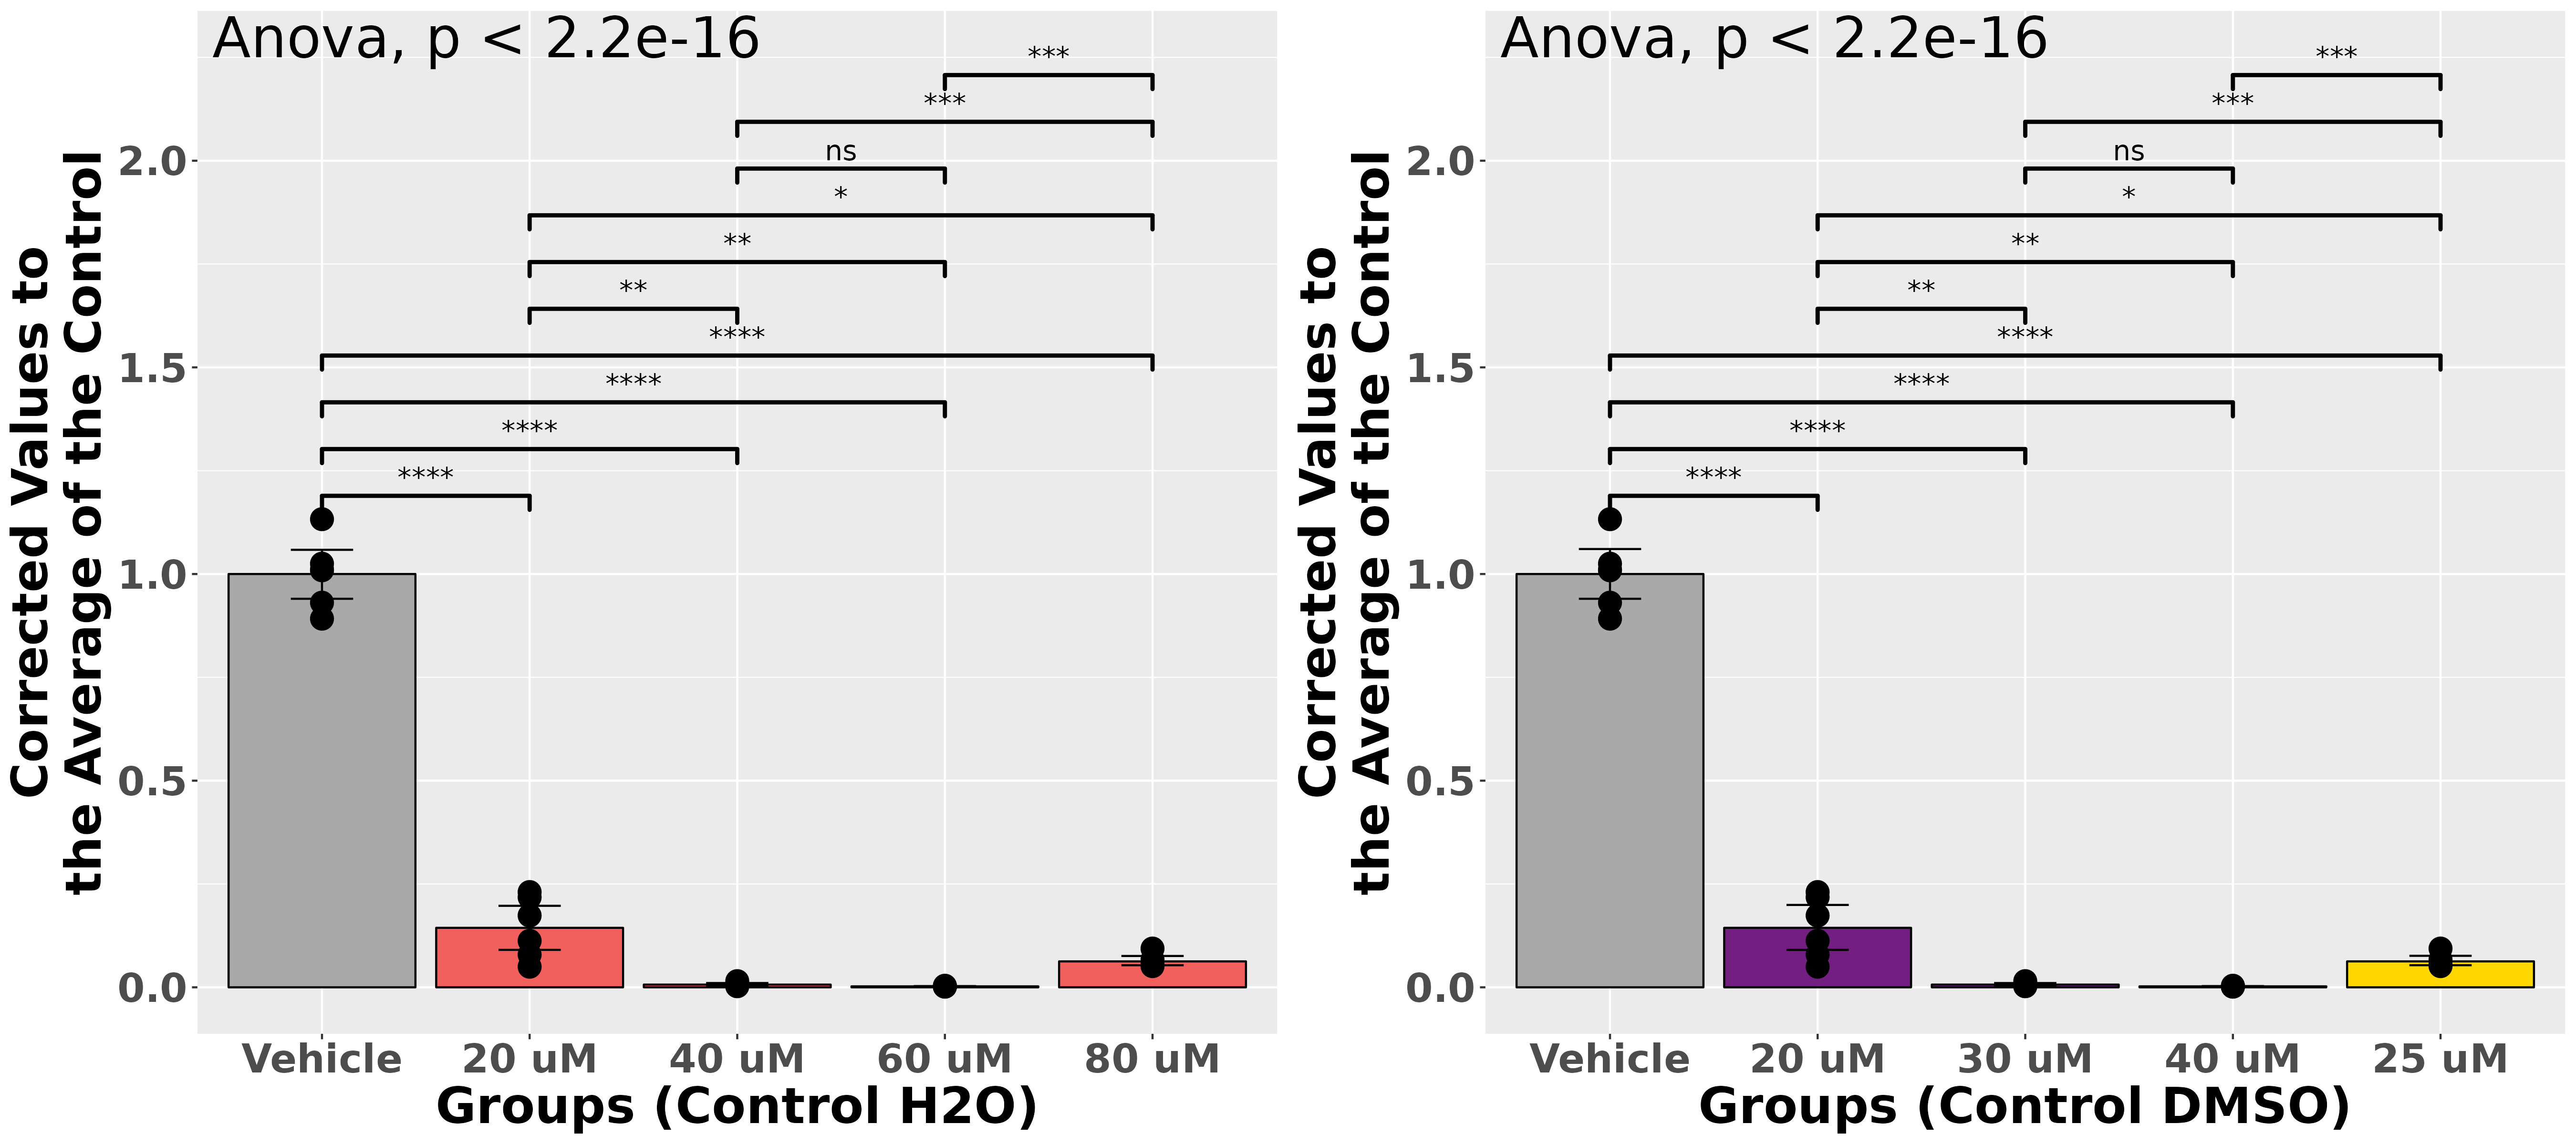 Anova, p < 2.2e-16
***
***
ns
*
**
**
****
****
****
****
Corrected Values to
the Average of the Control
2.0
1.5
1.0
0.5
0.0
Vehicle 20 uM 40 uM 60 uM 80 uM
Groups (Control H2O)
Anova, p < 2.2e-16
***
***
ns
*
**
**
****
****
****
****
Corrected Values to
the Average of the Control
2.0
1.5
1.0
0.5
0.0
Vehicle 20 uM 30 uM 40 uM 25 uM
Groups (Control DMSO)